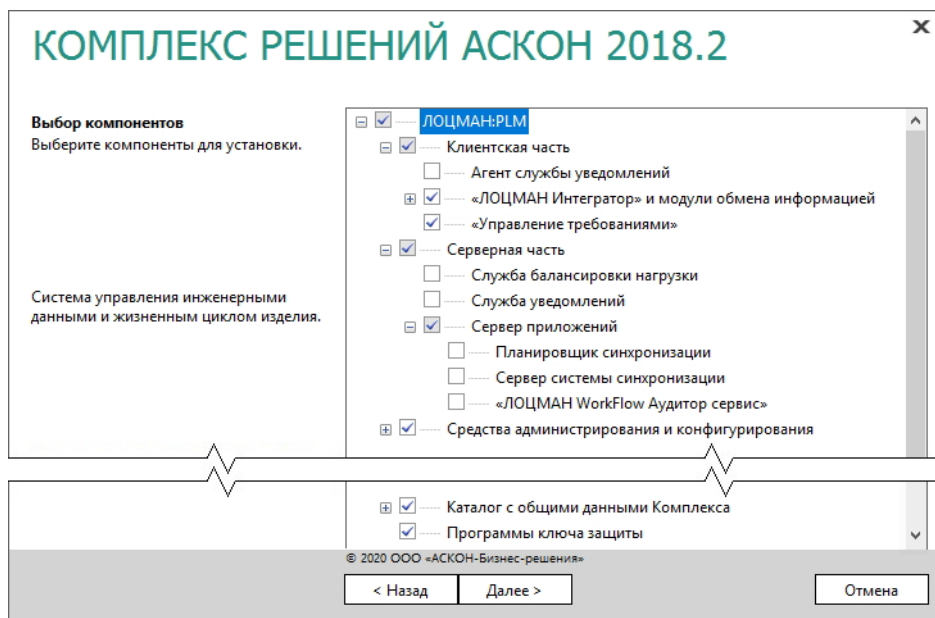 КОМПЛЕКС РЕШЕНИЙ АСКОН 2018.2
Выбор компонентов
Выберите компоненты для установки.
Система управления инженерными
данными и жизненным циклом изделия.
ЛОЦМАН:PLM
Клиентская часть
Агент службы уведомлений
«ЛОЦМАН Интегратор» и модули обмена информацией
«Управление требованиями»
Серверная часть
Служба балансировки нагрузки
Служба уведомлений
Сервер приложений
Планировщик синхронизации
Сервер системы синхронизации
«ЛОЦМАН WorkFlow Аудитор сервис»
Средства администрирования и конфигурирования
Каталог с общими данными Комплекса
Программы ключа защиты
© 2020 ООО «АСКОН-Бизнес-решения»
< Назад
Далее >
Отмена